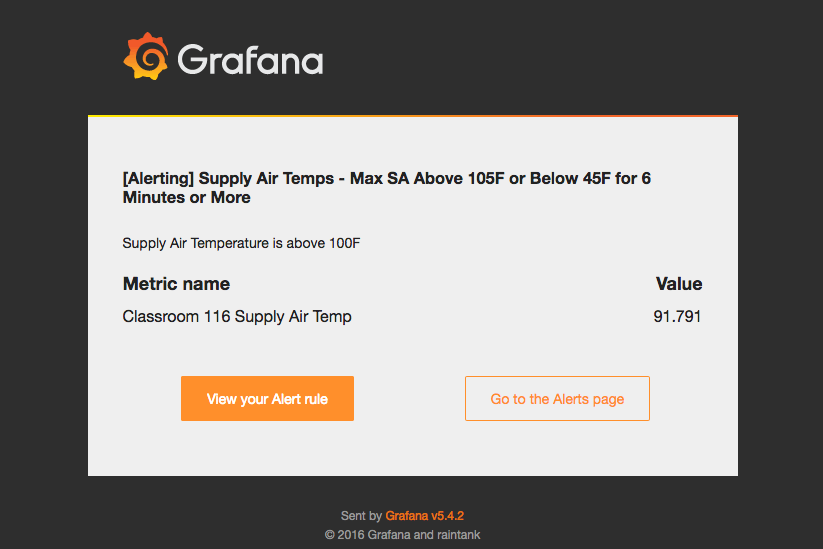 Grafana
[Alerting] Supply Air Temps - Max SA Above 105F or Below 45F for 6
Minutes or More
Supply Air Temperature is above 100F
Metric name Value
Classroom 116 Supply Air Temp 91.791
View your Alert rule Go to the Alerts page
Sent by Grafana v5.4.2
© 2016 Grafana and raintank